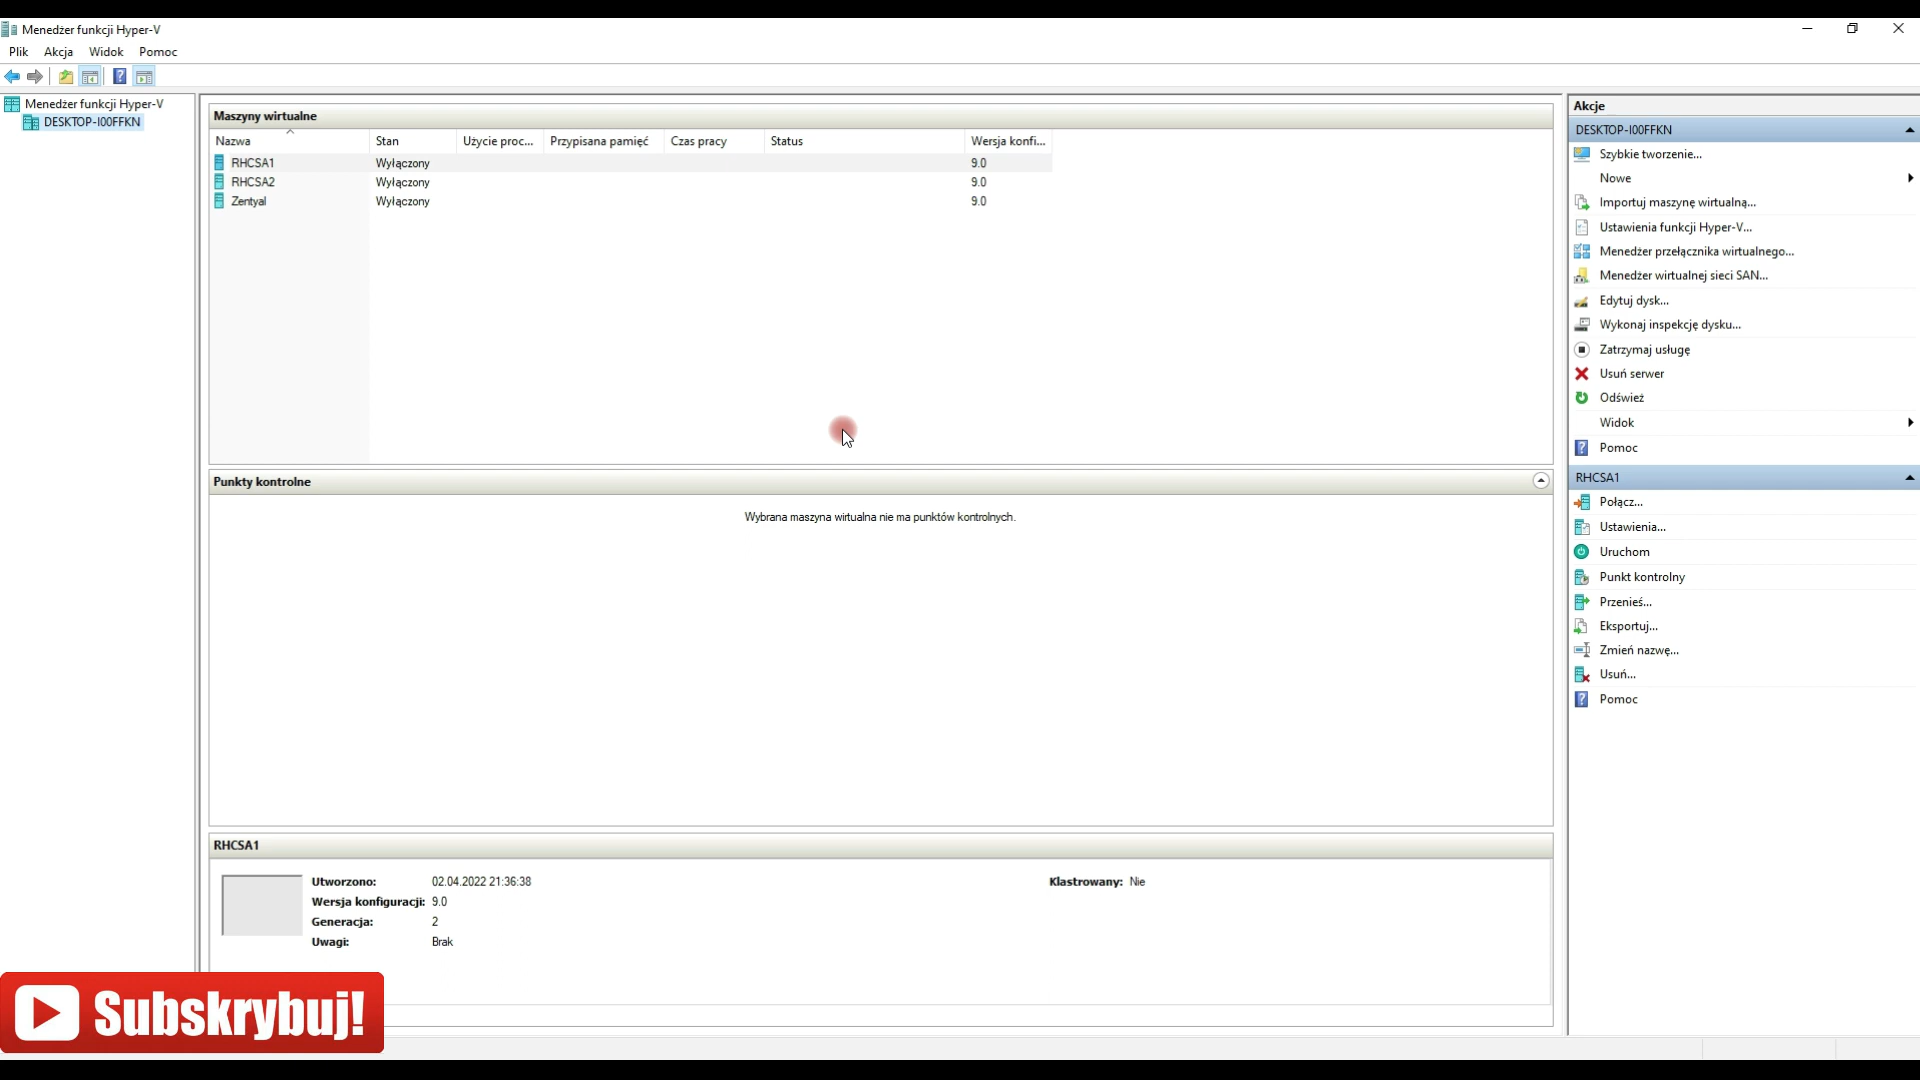 Menedżer funkcji Hyper-V
Plik Akcja Widok Pomoc
Menedżer funkcji Hyper-V
DESKTOP-I00FFKN
Maszyny wirtualne
Nazwa Stan Użycie proc... Przypisana pamięć Czas pracy Status Wersja konfi...
RHCSA1 Wyłączony 9.0
RHCSA2 Wyłączony 9.0
Zentyal Wyłączony 9.0
Punkty kontrolne
Wybrana maszyna wirtualna nie ma punktów kontrolnych.
RHCSA1
Utworzono: 02.04.2022 21:36:38 Klastrowany: Nie
Wersja konfiguracji: 9.0
Generacja: 2
Uwagi: Brak
Akcje
DESKTOP-I00FFKN
Szybkie tworzenie...
Nowe
Importuj maszynę wirtualną...
Ustawienia funkcji Hyper-V...
Menedżer przełącznika wirtualnego...
Menedżer wirtualnej sieci SAN...
Edytuj dysk...
Wykonaj inspekcję dysku...
Zatrzymaj usługę
Usuń serwer
Odśwież
Widok
Pomoc
RHCSA1
Połącz...
Ustawienia...
Uruchom
Punkt kontrolny
Przenieś...
Eksportuj...
Zmień nazwę...
Usuń...
Pomoc
Subskrybuj!